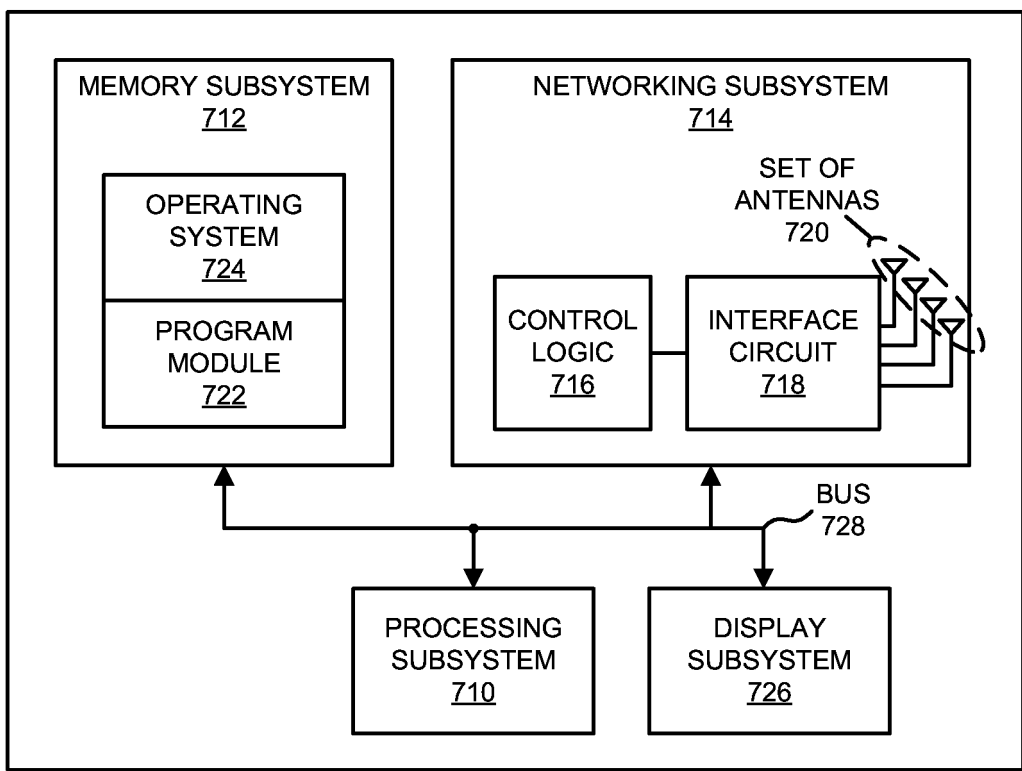 MEMORY SUBSYSTEM
712
OPERATING
SYSTEM
724
PROGRAM
MODULE
722
NETWORKING SUBSYSTEM
714
SET OF
ANTENNAS
720
CONTROL
LOGIC
716
INTERFACE
CIRCUIT
718
BUS
728
PROCESSING
SUBSYSTEM
710
DISPLAY
SUBSYSTEM
726